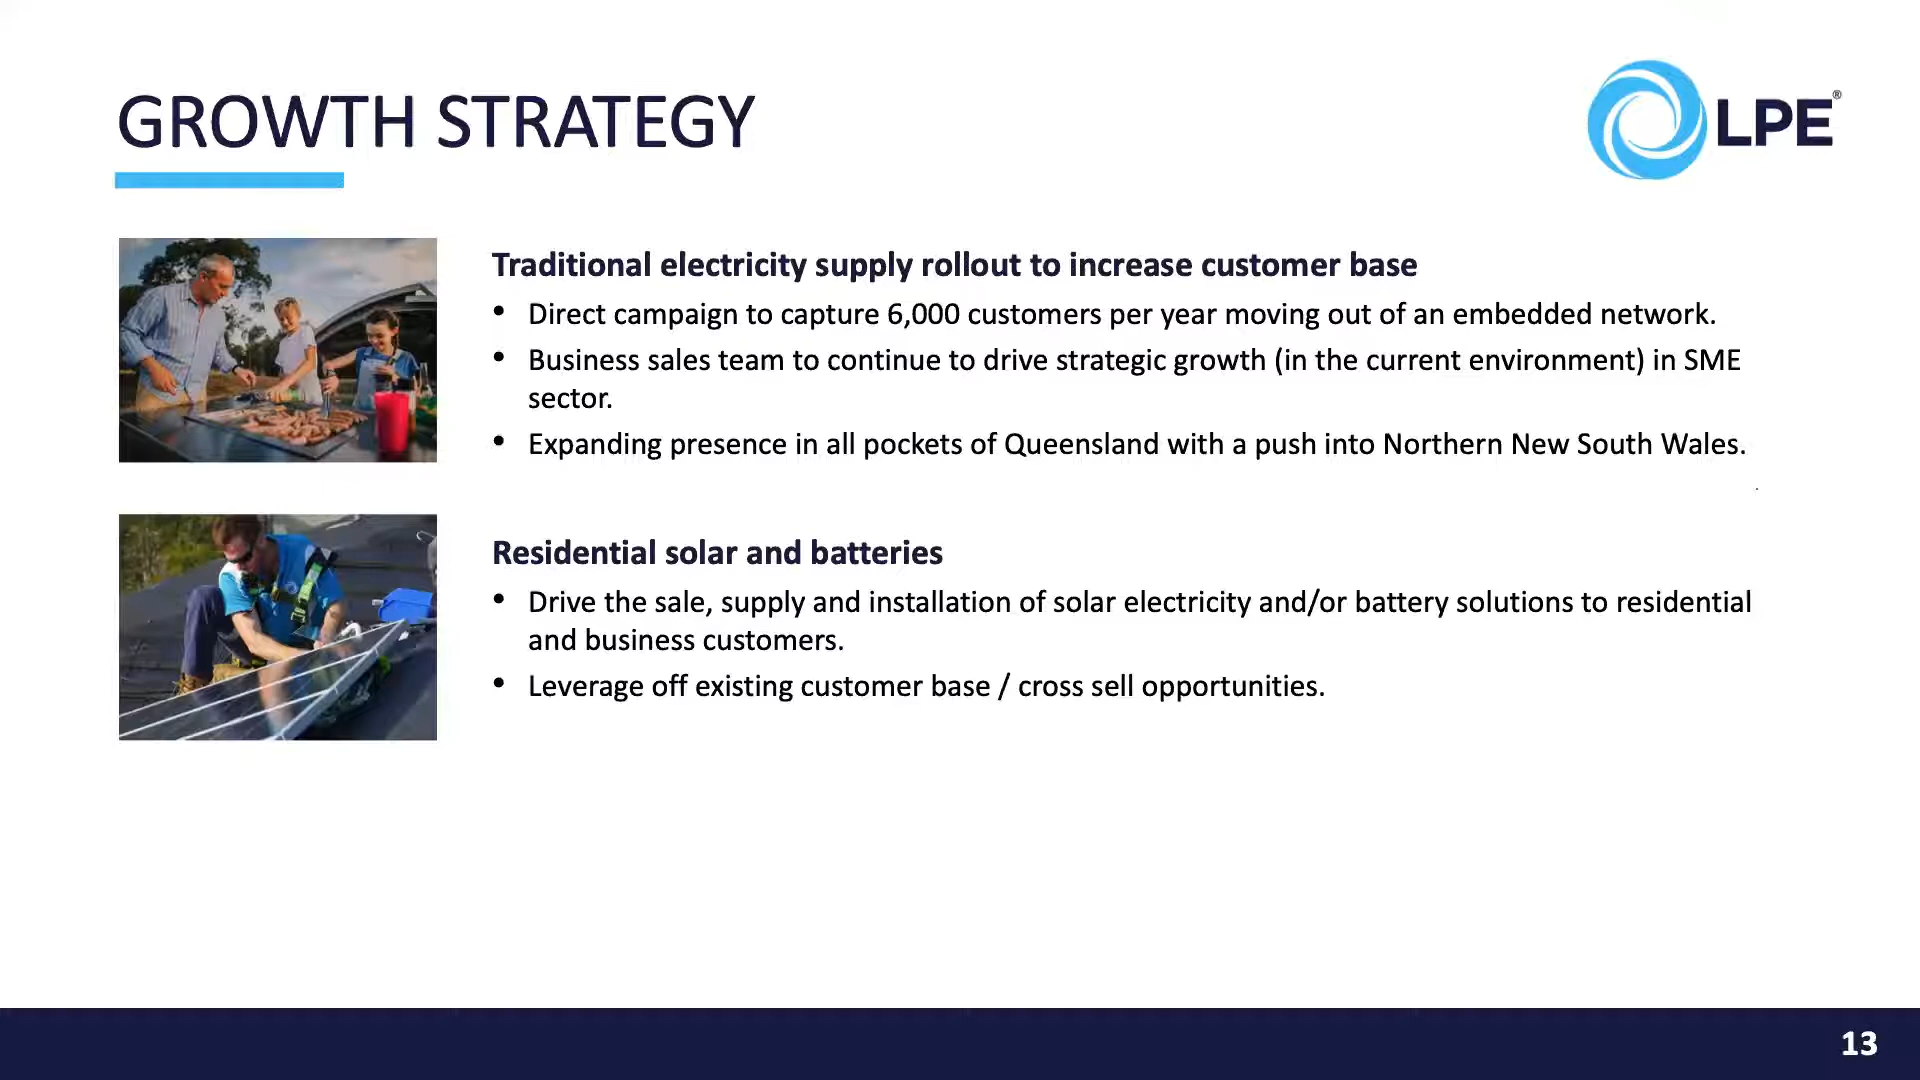 GROWTH STRATEGY
LPE®
Traditional electricity supply rollout to increase customer base
• Direct campaign to capture 6,000 customers per year moving out of an embedded network.
• Business sales team to continue to drive strategic growth (in the current environment) in SME
sector.
• Expanding presence in all pockets of Queensland with a push into Northern New South Wales.
.
Residential solar and batteries
• Drive the sale, supply and installation of solar electricity and/or battery solutions to residential
and business customers.
• Leverage off existing customer base / cross sell opportunities.
13